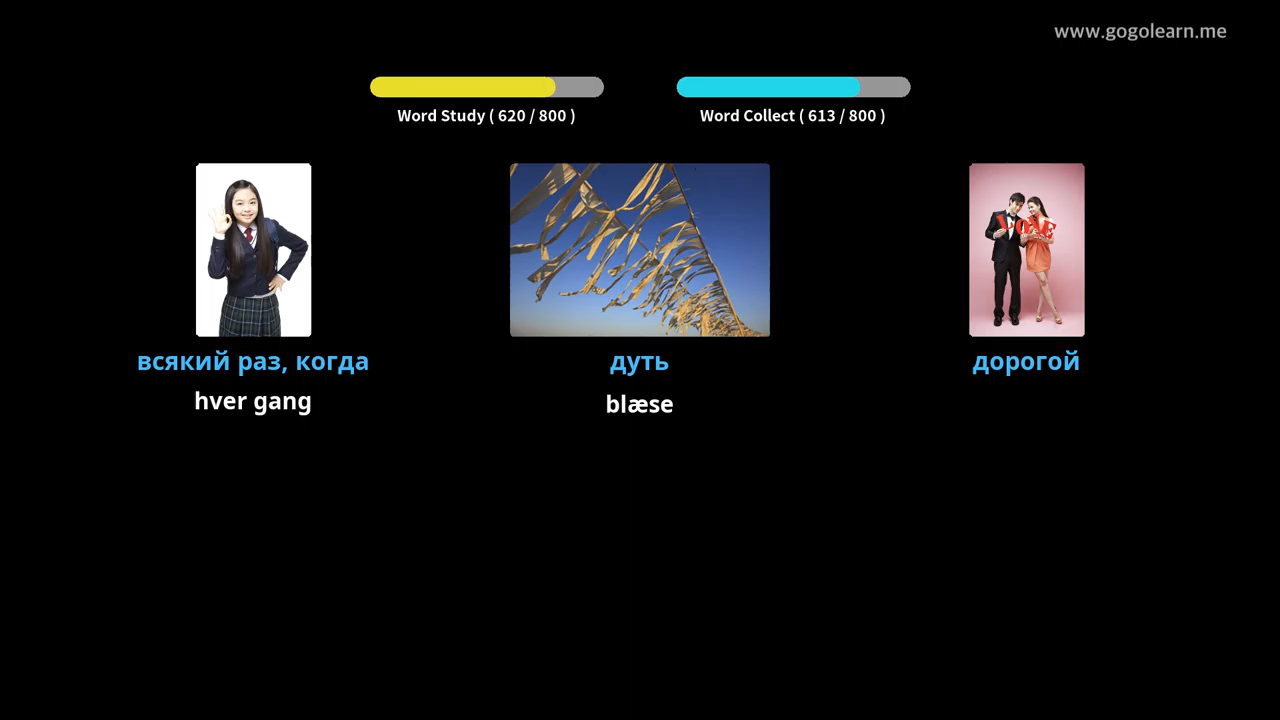 www.gogolearn.me
Word Study ( 620 / 800 )
Word Collect ( 613 / 800 )
LOVE
всякий раз, когда
дуть
дорогой
hver gang
blæse